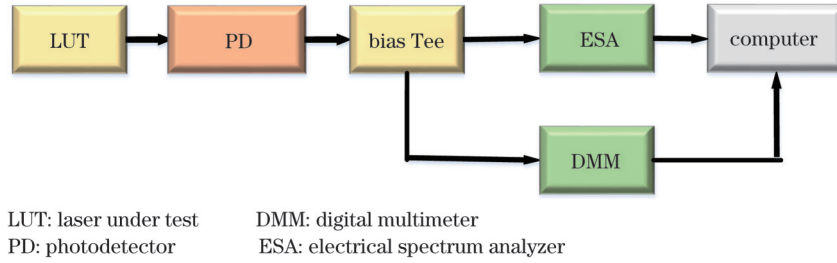 LUT
PD
bias Tee
ESA
computer
DMM
LUT: laser under test
DMM: digital multimeter
PD: photodetector
ESA: electrical spectrum analyzer